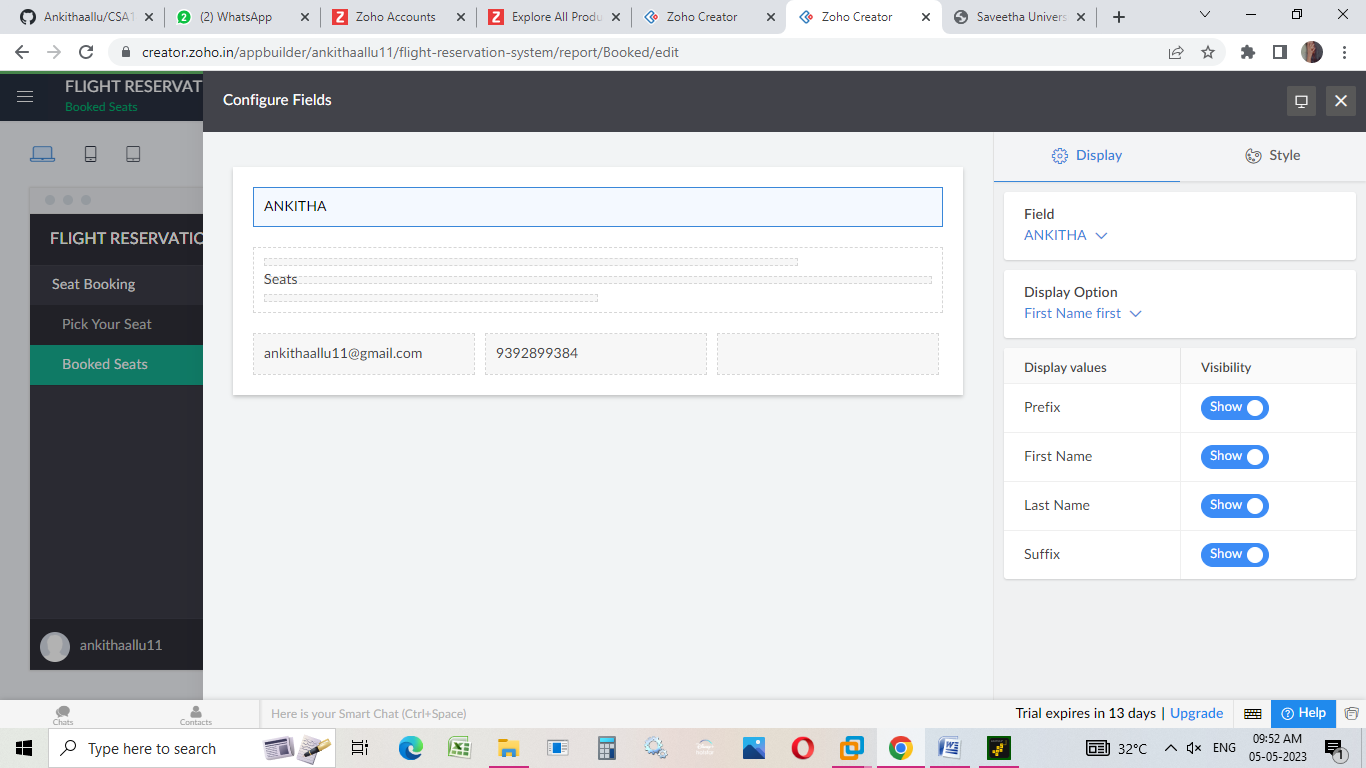 Ankithaallu/CSAT
(2) WhatsApp
Zoho Accounts
Explore All Produ
Zoho Creator
Zoho Creator
Saveetha Univers
creator.zoho.in/appbuilder/ankithaallu11/flight-reservation-system/report/Booked/edit
FLIGHT RESERVAT
Booked Seats
Configure Fields
Display
Style
FLIGHT RESERVATIO
Seat Booking
Pick Your Seat
Booked Seats
ankithaallu11
ANKITHA
Seats
ankithaallu11@gmail.com
9392899384
Field
ANKITHA
Display Option
First Name first
Display values
Visibility
Prefix
Show
First Name
Show
Last Name
Show
Suffix
Show
Chats
Contacts
Here is your Smart Chat (Ctrl+Space)
Trial expires in 13 days | Upgrade
Help
Type here to search
32°C
ENG
09:52 AM
05-05-2023
1